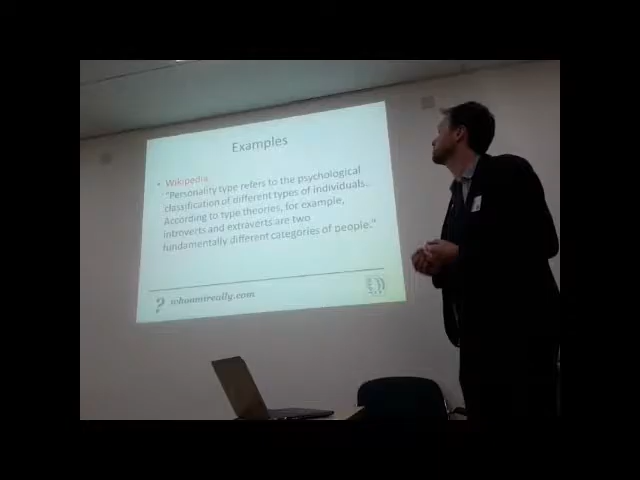 Examples
• Wikipedia
"Personality type refers to the psychological
classification of different types of individuals.
According to type theories, for example,
introverts and extraverts are two
fundamentally different categories of people."
? whoamireally.com